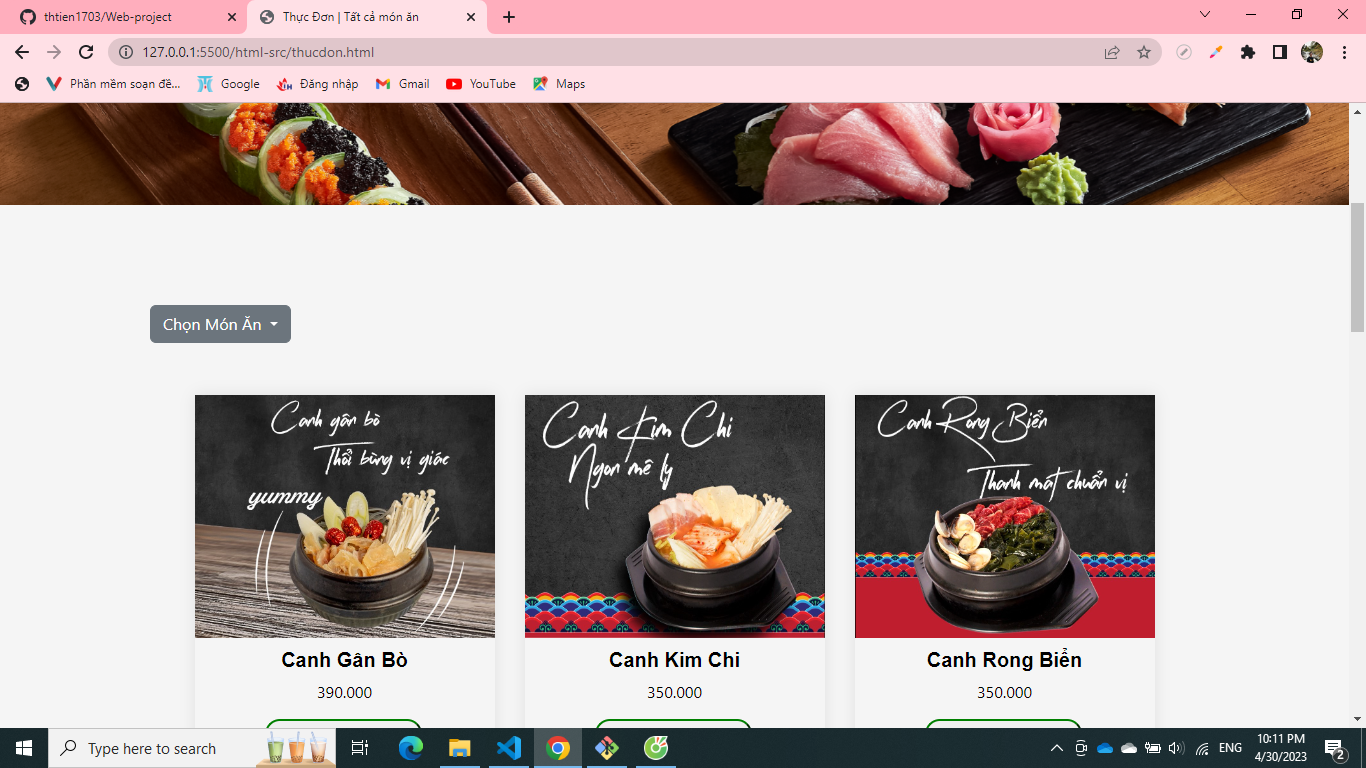 thtien1703/Web-project
Thực Đơn | Tất cả món ăn
127.0.0.1:5500/html-src/thucdon.html
Phần mềm soạn đề...
Google
Đăng nhập
Gmail
YouTube
Maps
Chọn Món Ăn
Canh gân bò
Thổi bùng vị giác
yummy
Canh Kim Chi
Ngon mê ly
Canh Rong Biển
Thanh mát chuẩn vị
Canh Gân Bò
Canh Kim Chi
Canh Rong Biển
390.000
350.000
350.000
Type here to search
ENG
10:11 PM
4/30/2023
2